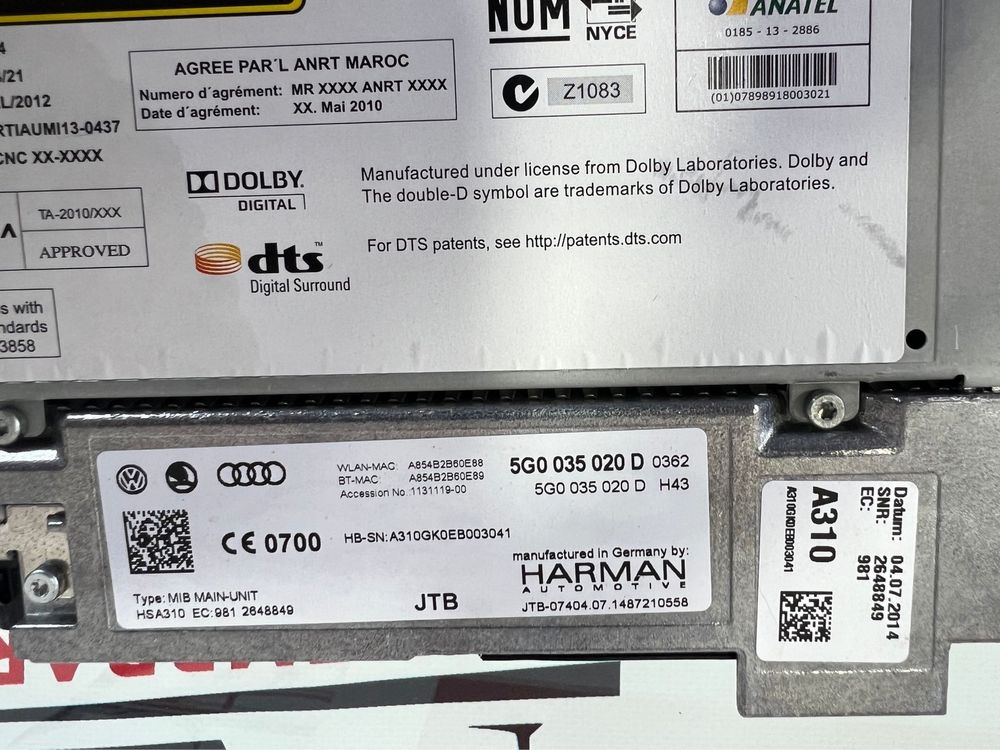 4
/21
L/2012
RTIAUMI13-0437
CNC XX-XXXX
TA-2010/XXX
APPROVED
s with
ndards
3858
AGREE PAR´L ANRT MAROC
Numero d´agrément: MR XXXX ANRT XXXX
Date d´agrément: XX. Mai 2010
NOM
NYCE
Z1083
ANATEL
0185 - 13 - 2886
(01)07898918003021
DOLBY.
DIGITAL
Manufactured under license from Dolby Laboratories. Dolby and
The double-D symbol are trademarks of Dolby Laboratories.
dts™
Digital Surround
For DTS patents, see http://patents.dts.com
WLAN-MAC: A854B2B60E88
BT-MAC: A854B2B60E89
Accession No.:1131119-00
5G0 035 020 D 0362
5G0 035 020 D H43
CE 0700
HB-SN:A310GK0EB003041
manufactured in Germany by:
HARMAN
AUTOMOTIVE
Type: MIB MAIN-UNIT
HSA310 EC:981 2648849
JTB
JTB-07404.07.1487210558
Datum: 04.07.2014
SNR: 2648849
EC: 981
A310
A310GK0EB003041